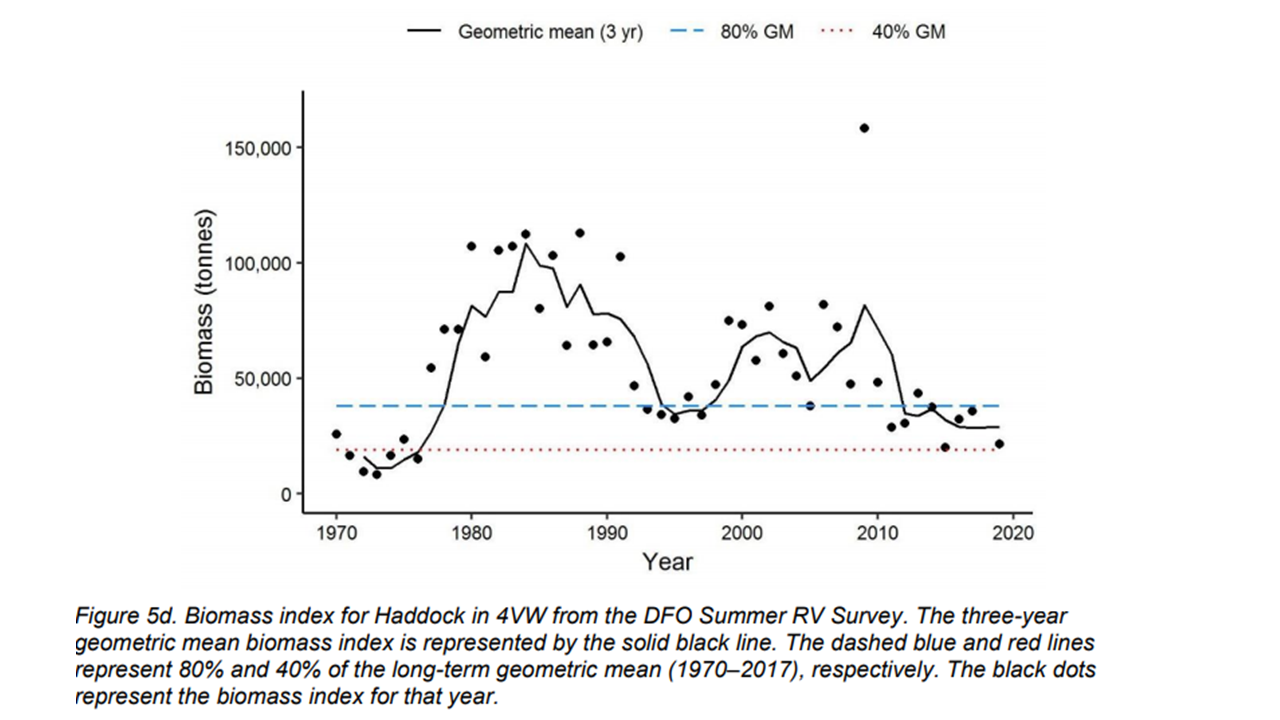 Geometric mean (3 yr) 80% GM 40% GM
150,000
100,000
50,000
0
Biomass (tonnes)
1970 1980 1990 2000 2010 2020
Year
Figure 5d. Biomass index for Haddock in 4VW from the DFO Summer RV Survey. The three-year
geometric mean biomass index is represented by the solid black line. The dashed blue and red lines
represent 80% and 40% of the long-term geometric mean (1970–2017), respectively. The black dots
represent the biomass index for that year.